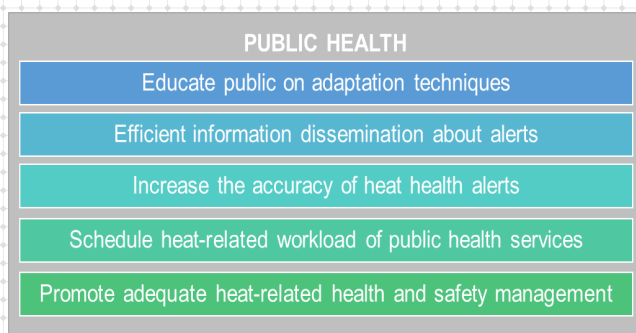 PUBLIC HEALTH
Educate public on adaptation techniques
Efficient information dissemination about alerts
Increase the accuracy of heat health alerts
Schedule heat-related workload of public health services
Promote adequate heat-related health and safety management